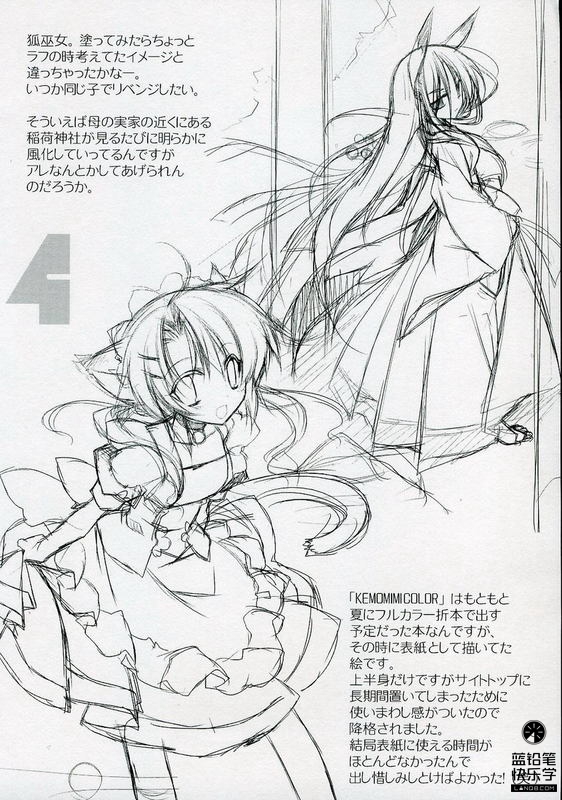 狐巫女。塗ってみたらちょっと
ラフの時考えてたイメージと
違っちゃったかなー。
いつか同じ子でリベンジしたい。
そういえば母の実家の近くにある
稲荷神社が見るたびに明らかに
風化していってるんですが
アレなんとかしてあげられん
のだろうか。
4
「KEMOMIMI COLOR」はもともと
夏にフルカラー折本で出す
予定だった本なんですが、
その時に表紙として描いてた
絵です。
上半身だけですがサイトトップに
長期間置いてしまったために
使いまわし感がついたので
降格されました。
結局表紙に使える時間が
ほとんどなかったんで
出し惜しみしとけばよかった!
蓝铅笔
快乐学
LANQB.COM